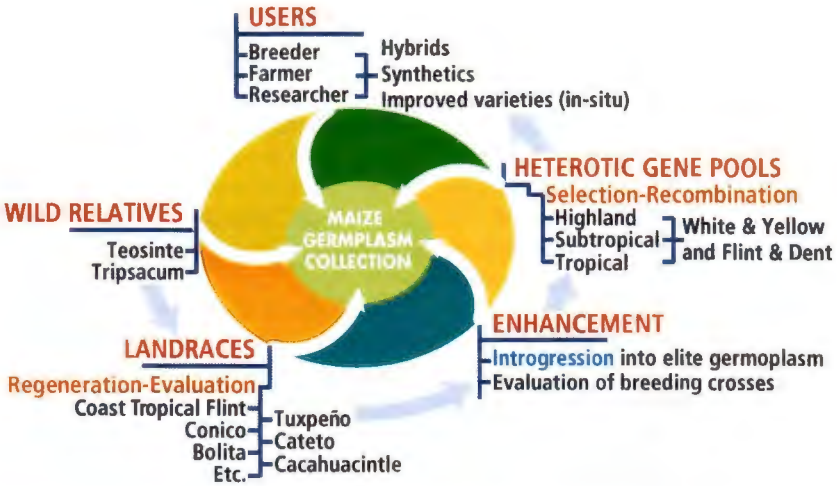 USERS
Breeder
Farmer
Researcher
Hybrids
Synthetics
Improved varieties (in-situ)
HETEROTIC GENE POOLS
Selection-Recombination
Highland
Subtropical
Tropical
White & Yellow
and Flint & Dent
WILD RELATIVES
Teosinte
Tripsacum
MAIZE
GERMPLASM
COLLECTION
ENHANCEMENT
Introgression into elite germoplasm
Evaluation of breeding crosses
LANDRACES
Regeneration-Evaluation
Coast Tropical Flint
Conico
Bolita
Etc.
Tuxpeño
Cateto
Cacahuacintle